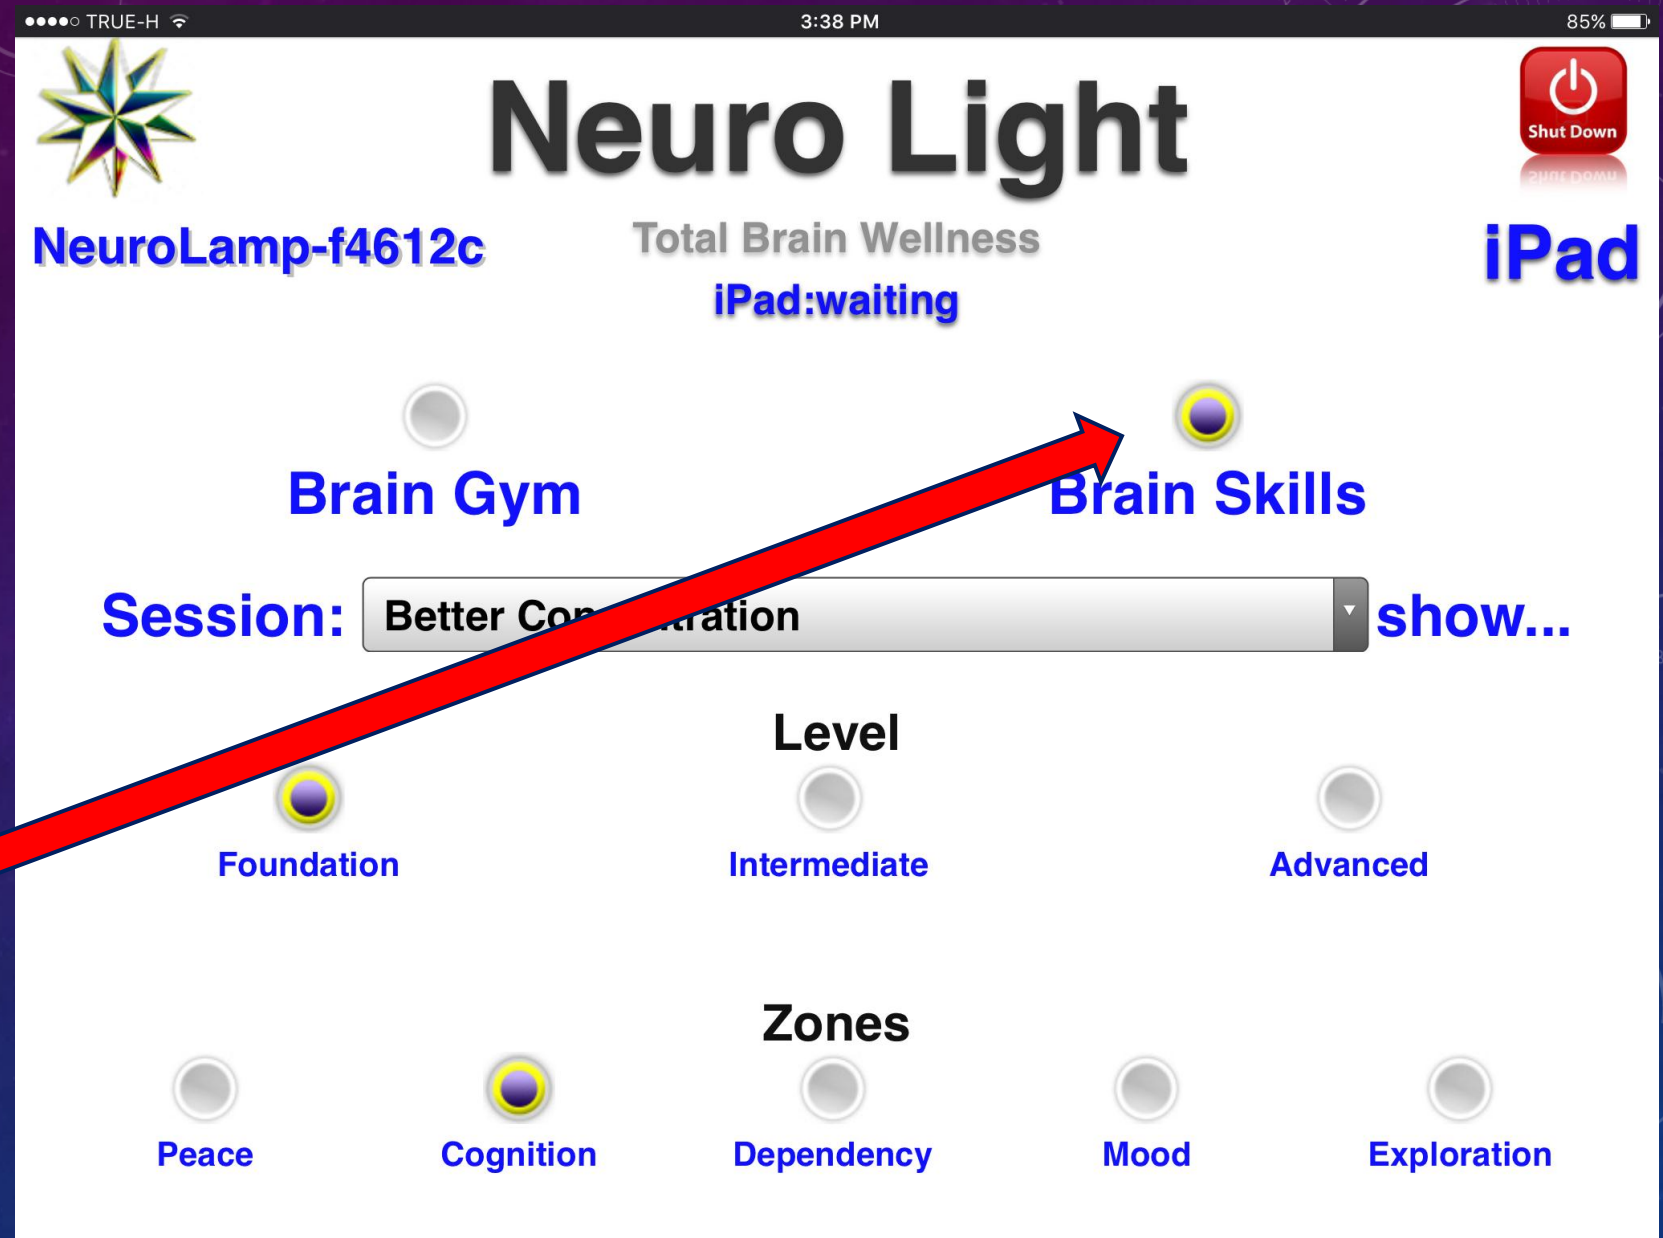 TRUE-H 3:38 PM 85%
Neuro Light
Shut Down
NeuroLamp-f4612c
Total Brain Wellness
iPad
iPad:waiting
Brain Gym Brain Skills
Session: Better show...
Level
Foundation Intermediate Advanced
Zones
Peace Cognition Dependency Mood Exploration